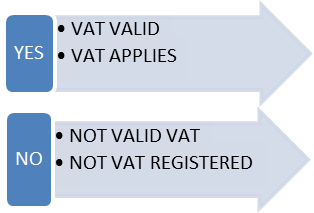 YES
• VAT VALID
• VAT APPLIES
NO
• NOT VALID VAT
• NOT VAT REGISTERED